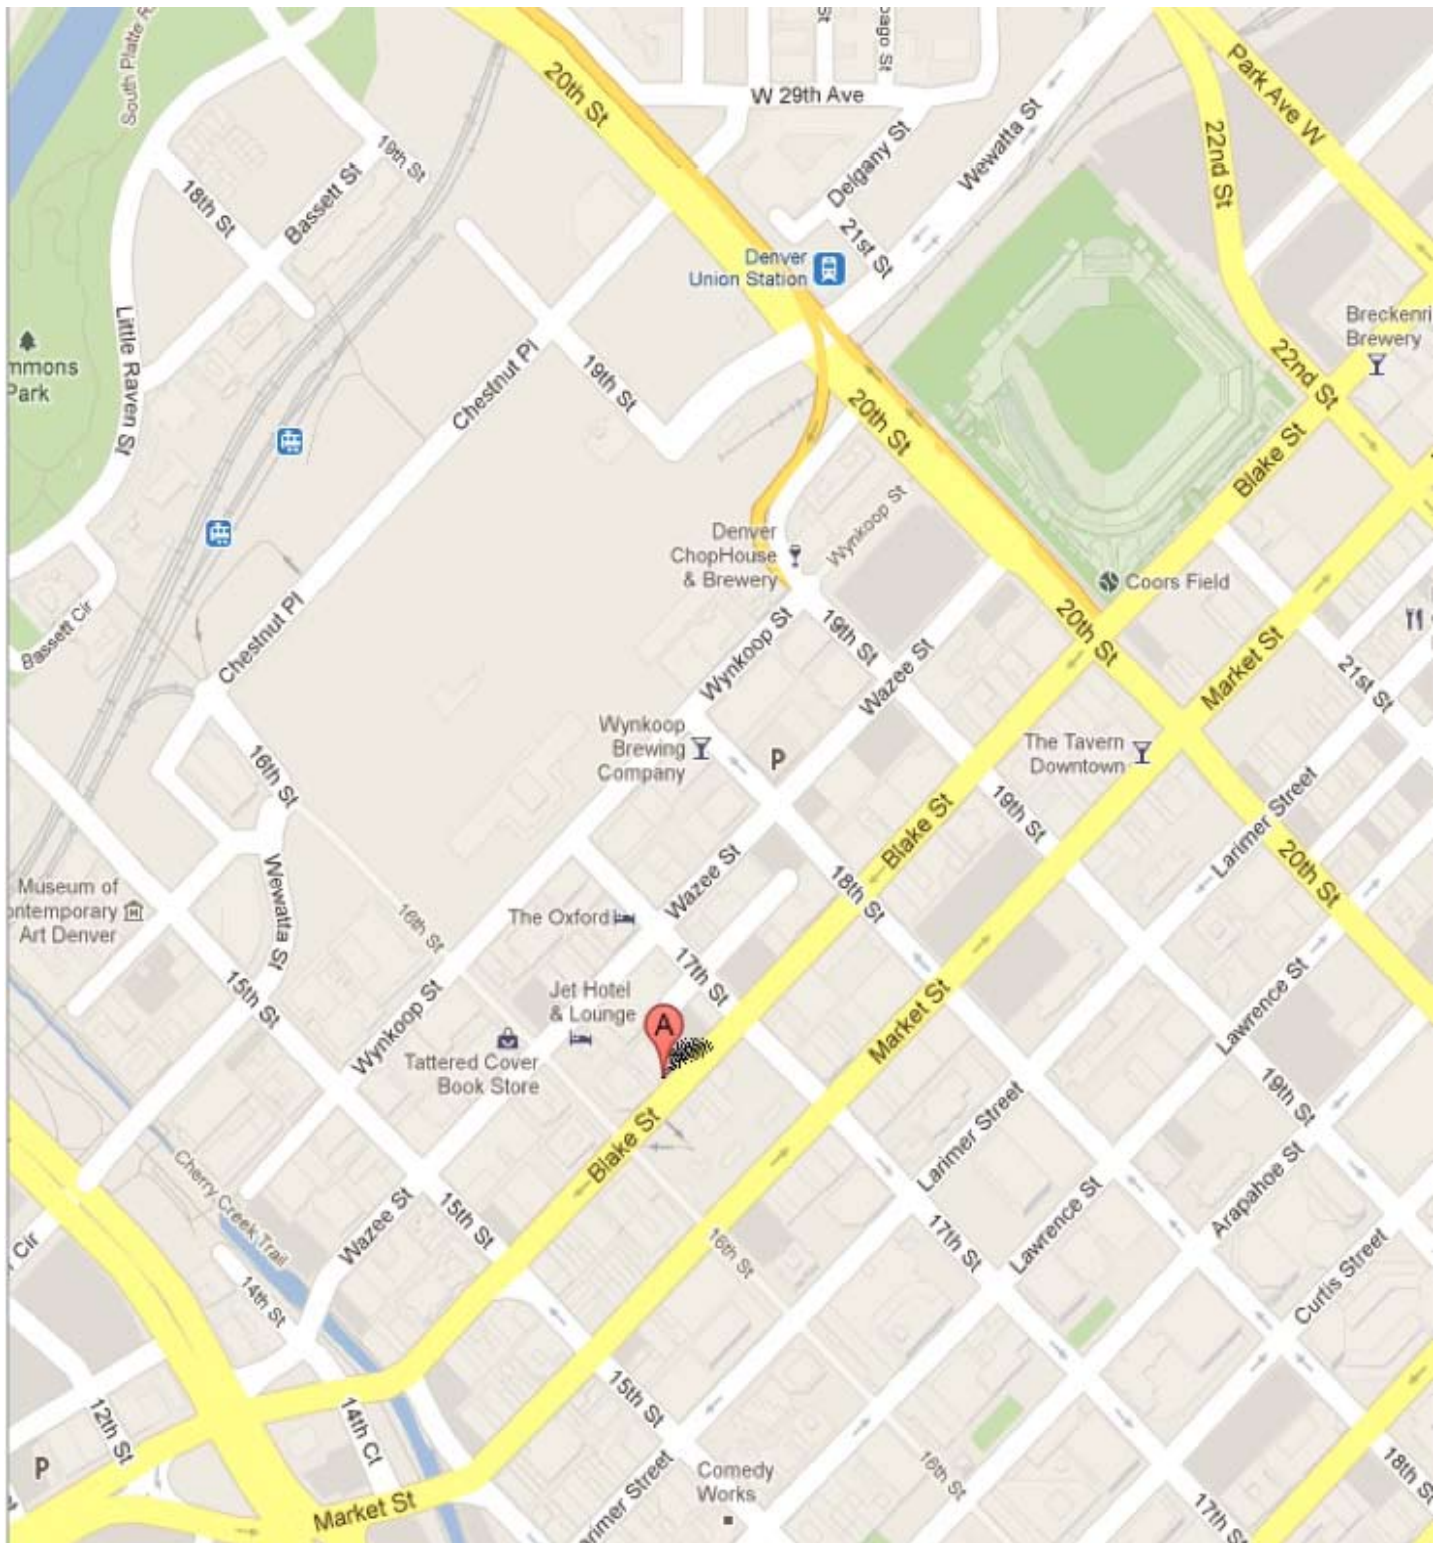 South Platte R
St
ago St
W 29th Ave
20th St
Park Ave W
22nd St
Wewatta St
Delgany St
19th St
Bassett St
18th St
21st St
Denver
Union Station
Little Raven St
mmons
Park
Breckenri
Brewery
Chestnut Pl
19th St
22nd St
20th St
Blake St
Wynkoop St
Denver
ChopHouse
& Brewery
Coors Field
Bassett Cir
Chestnut Pl
Wynkoop St
19th St
Wazee St
20th St
Market St
21st St
Wynkoop
Brewing
Company
P
The Tavern
Downtown
16th St
19th St
Larimer Street
Blake St
20th St
Wewatta St
Museum of
ontemporary
Art Denver
Wazee St
18th St
16th St
The Oxford
17th St
15th St
Wynkoop St
Jet Hotel
& Lounge
A
Market St
Lawrence St
Tattered Cover
Book Store
19th St
Larimer Street
Blake St
Cherry Creek Trail
Wazee St
15th St
Lawrence St
Arapahoe St
Cir
16th St
17th St
Curtis Street
14th St
12th St
14th Ct
15th St
P
Market St
arimer Street
Comedy
Works
16th St
18th St
17th St